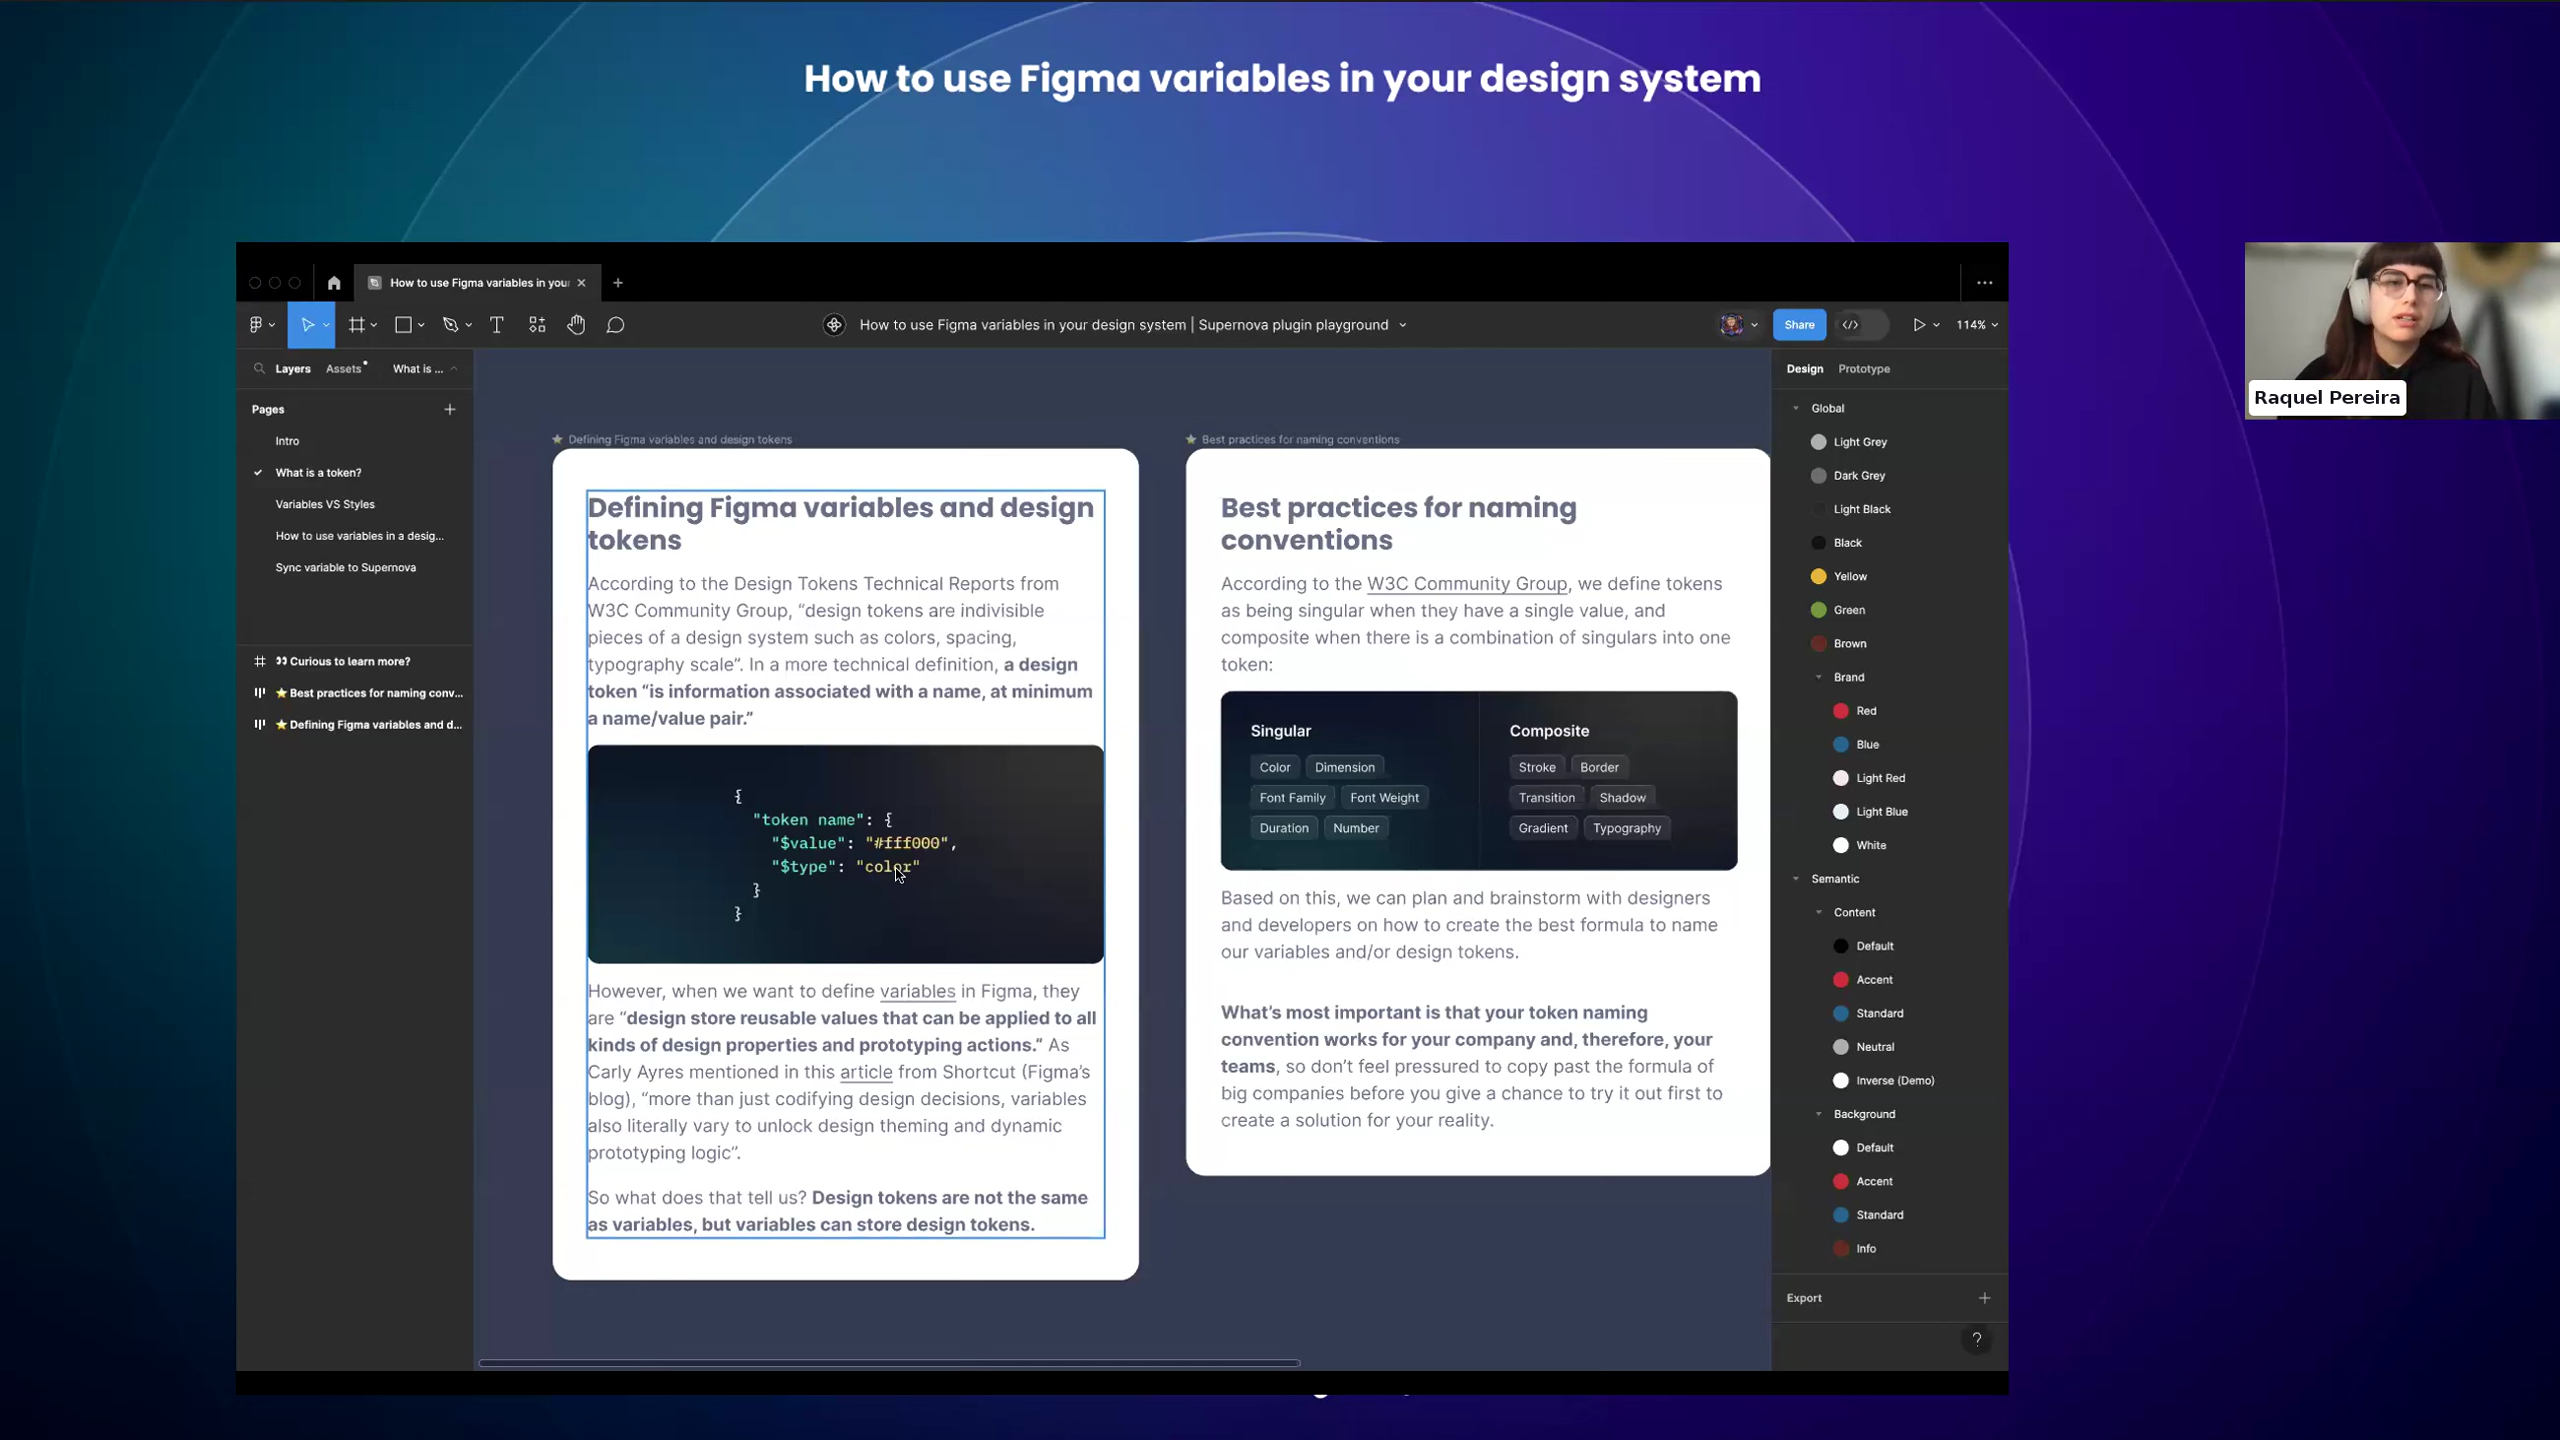 How to use Figma variables in your design system
How to use Figma variables in your
How to use Figma variables in your design system | Supernova plugin playground
Share
114%
Layers
Assets
What is ...
Pages
Intro
What is a token?
Variables VS Styles
How to use variables in a desig...
Sync variable to Supernova
Curious to learn more?
Best practices for naming conv...
Defining Figma variables and d...
Defining Figma variables and design tokens
Defining Figma variables and design
tokens
According to the Design Tokens Technical Reports from
W3C Community Group, “design tokens are indivisible
pieces of a design system such as colors, spacing,
typography scale”. In a more technical definition, a design
token “is information associated with a name, at minimum
a name/value pair.”
{
"token name": {
"$value": "#fff000",
"$type": "color"
}
}
However, when we want to define variables in Figma, they
are “design store reusable values that can be applied to all
kinds of design properties and prototyping actions.“ As
Carly Ayres mentioned in this article from Shortcut (Figma’s
blog), “more than just codifying design decisions, variables
also literally vary to unlock design theming and dynamic
prototyping logic”.
So what does that tell us? Design tokens are not the same
as variables, but variables can store design tokens.
Best practices for naming conventions
Best practices for naming
conventions
According to the W3C Community Group, we define tokens
as being singular when they have a single value, and
composite when there is a combination of singulars into one
token:
Singular
Color Dimension
Font Family Font Weight
Duration Number
Composite
Stroke Border
Transition Shadow
Gradient Typography
Based on this, we can plan and brainstorm with designers
and developers on how to create the best formula to name
our variables and/or design tokens.
What’s most important is that your token naming
convention works for your company and, therefore, your
teams, so don’t feel pressured to copy past the formula of
big companies before you give a chance to try it out first to
create a solution for your reality.
Design
Prototype
Global
Light Grey
Dark Grey
Light Black
Black
Yellow
Green
Brown
Brand
Red
Blue
Light Red
Light Blue
White
Semantic
Content
Default
Accent
Standard
Neutral
Inverse (Demo)
Background
Default
Accent
Standard
Info
Export
?
Raquel Pereira